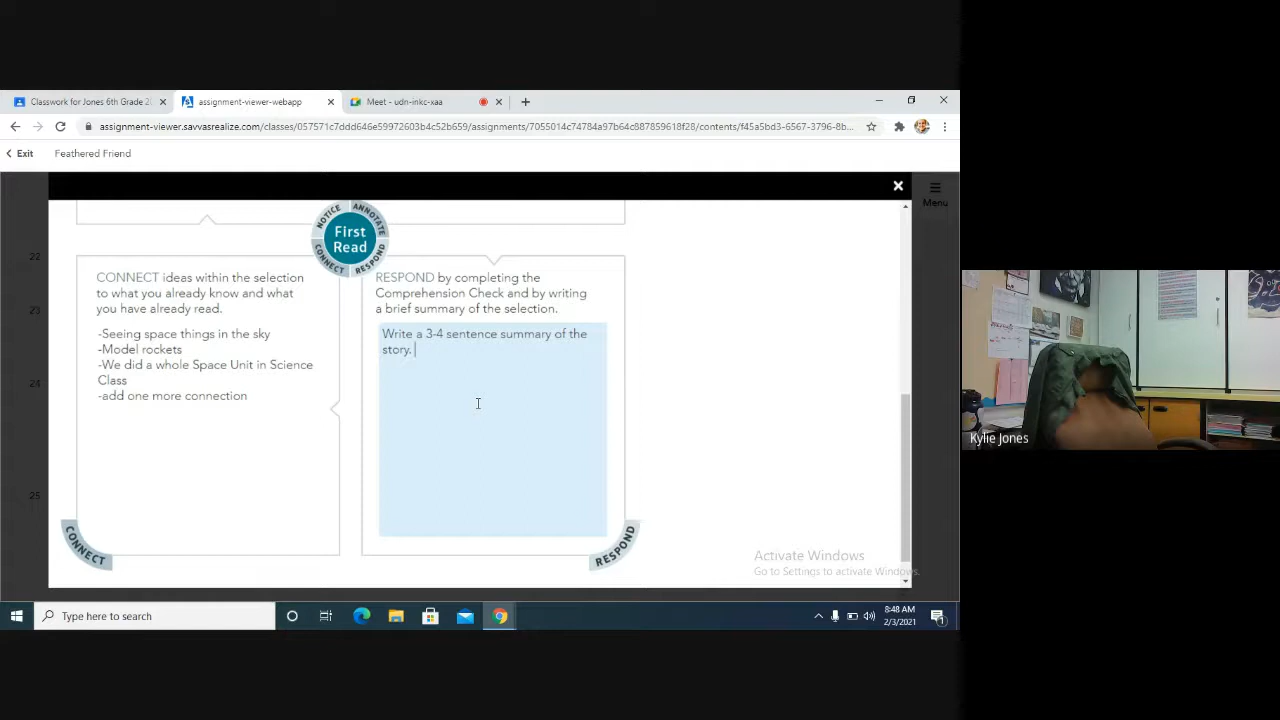 Classwork for Jones 6th Grade 2
assignment-viewer-webapp
Meet - udn-inkc-xaa
assignment-viewer.savvasrealize.com/classes/057571c7ddd646e59972603b4c52b659/assignments/7055014c74784a97b64c887859618f28/contents/f45a5bd3-6567-3796-8b...
Exit
Feathered Friend
Menu
NOTICE
ANNOTATE
CONNECT
RESPOND
First
Read
22
23
24
25
CONNECT ideas within the selection
to what you already know and what
you have already read.
-Seeing space things in the sky
-Model rockets
-We did a whole Space Unit in Science
Class
-add one more connection
CONNECT
RESPOND by completing the
Comprehension Check and by writing
a brief summary of the selection.
Write a 3-4 sentence summary of the
story.
RESPOND
Activate Windows
Go to Settings to activate Windows.
Type here to search
8:48 AM
2/3/2021
1
Kylie Jones